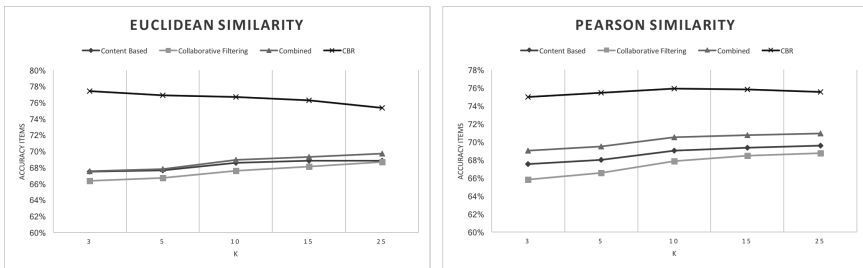 EUCLIDEAN SIMILARITY
Content Based Collaborative Filtering Combined CBR
80%
78%
76%
74%
72%
70%
68%
66%
64%
62%
60%
ACCURACY ITEMS
3 5 10 15 25
K
PEARSON SIMILARITY
Content Based Collaborative Filtering Combined CBR
78%
76%
74%
72%
70%
68%
66%
64%
62%
60%
ACCURACY ITEMS
3 5 10 15 25
K